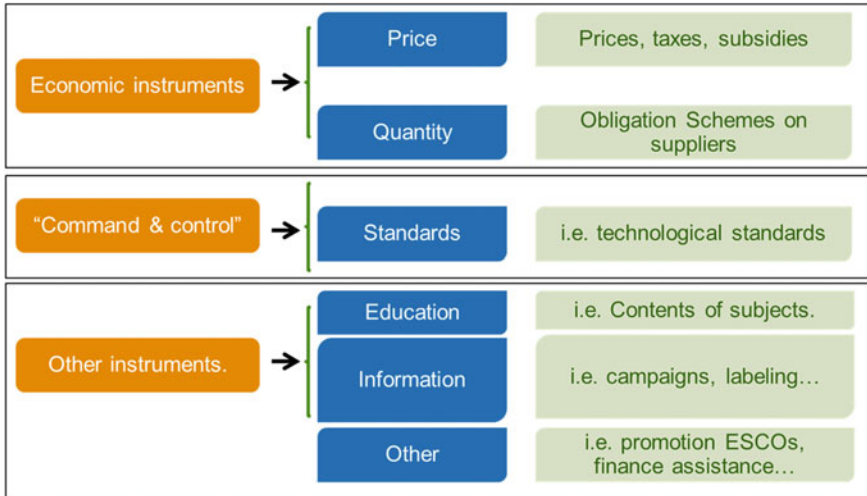 Economic instruments
Price
Prices, taxes, subsidies
Quantity
Obligation Schemes on
suppliers
“Command & control”
Standards
i.e. technological standards
Other instruments.
Education
i.e. Contents of subjects.
Information
i.e. campaigns, labeling…
Other
i.e. promotion ESCOs,
finance assistance…